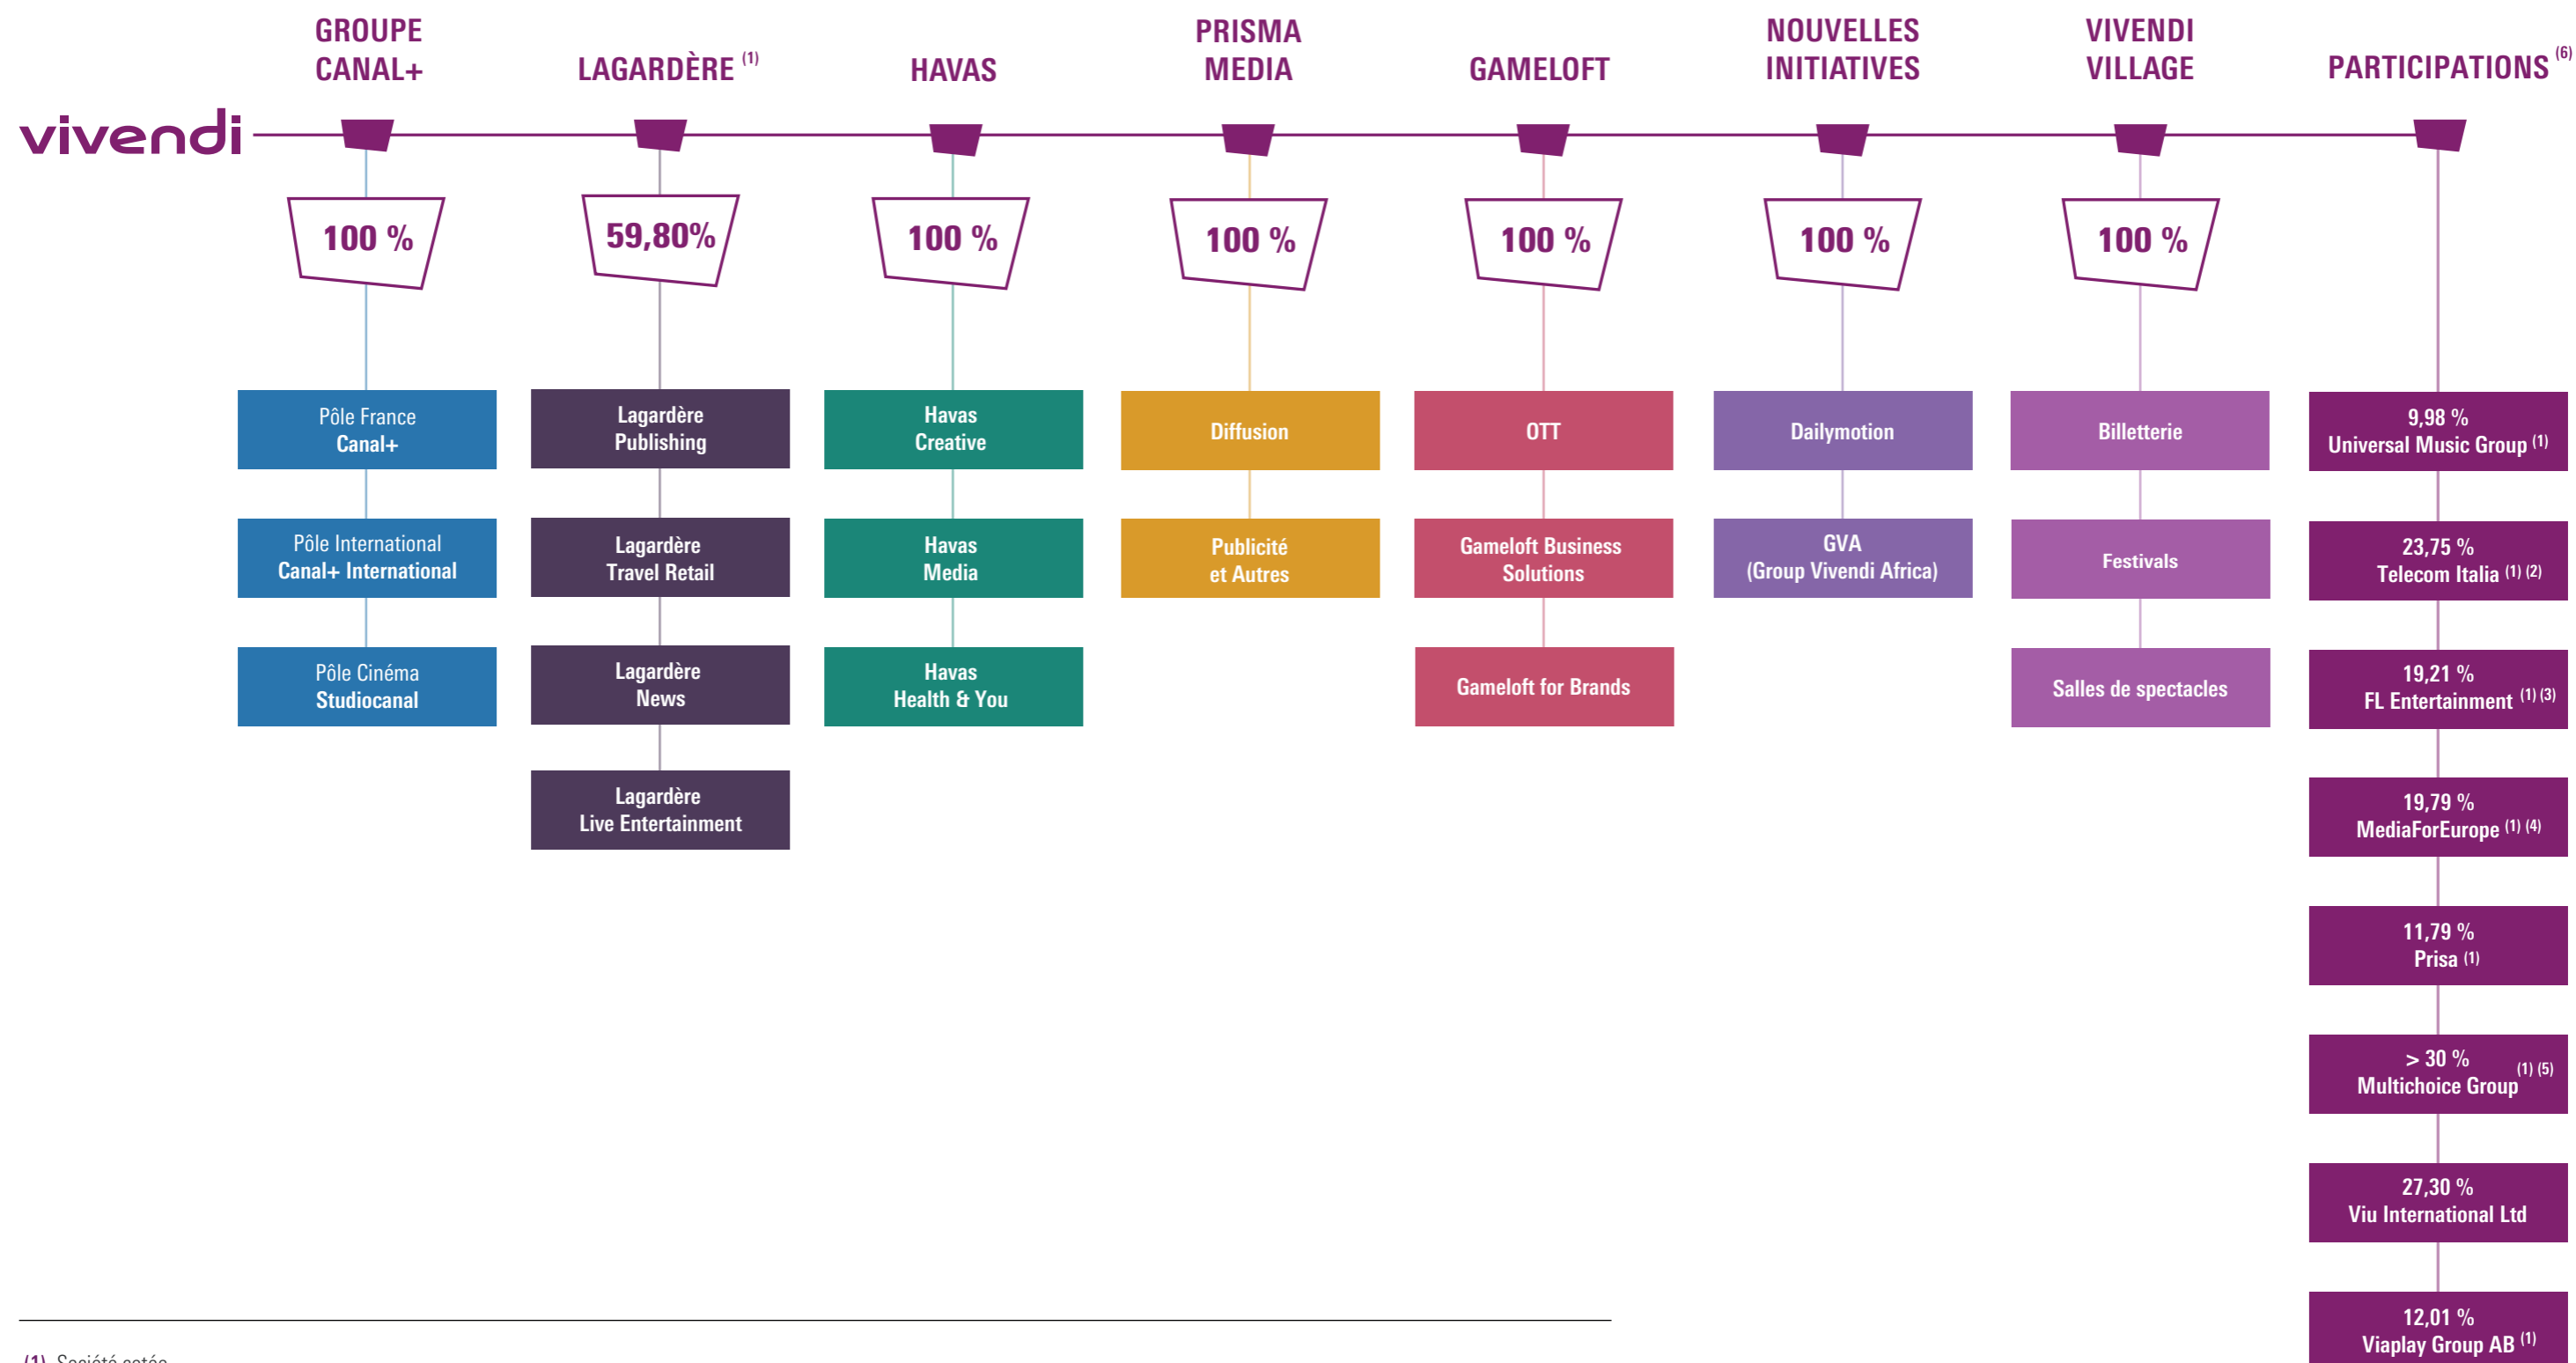 GROUPE
CANAL+
LAGARDÈRE (1)
HAVAS
PRISMA
MEDIA
GAMELOFT
NOUVELLES
INITIATIVES
VIVENDI
VILLAGE
PARTICIPATIONS (6)
vivendi
100 %
59,80%
100 %
100 %
100 %
100 %
100 %
Pôle France
Canal+
Pôle International
Canal+ International
Pôle Cinéma
Studiocanal
Lagardère
Publishing
Lagardère
Travel Retail
Lagardère
News
Lagardère
Live Entertainment
Havas
Creative
Havas
Media
Havas
Health & You
Diffusion
Publicité
et Autres
OTT
Gameloft Business
Solutions
Gameloft for Brands
Dailymotion
GVA
(Group Vivendi Africa)
Billetterie
Festivals
Salles de spectacles
9,98 %
Universal Music Group (1)
23,75 %
Telecom Italia (1) (2)
19,21 %
FL Entertainment (1) (3)
19,79 %
MediaForEurope (1) (4)
11,79 %
Prisa (1)
> 30 %
Multichoice Group (1) (5)
27,30 %
Viu International Ltd
12,01 %
Viaplay Group AB (1)
(1) Société cotée